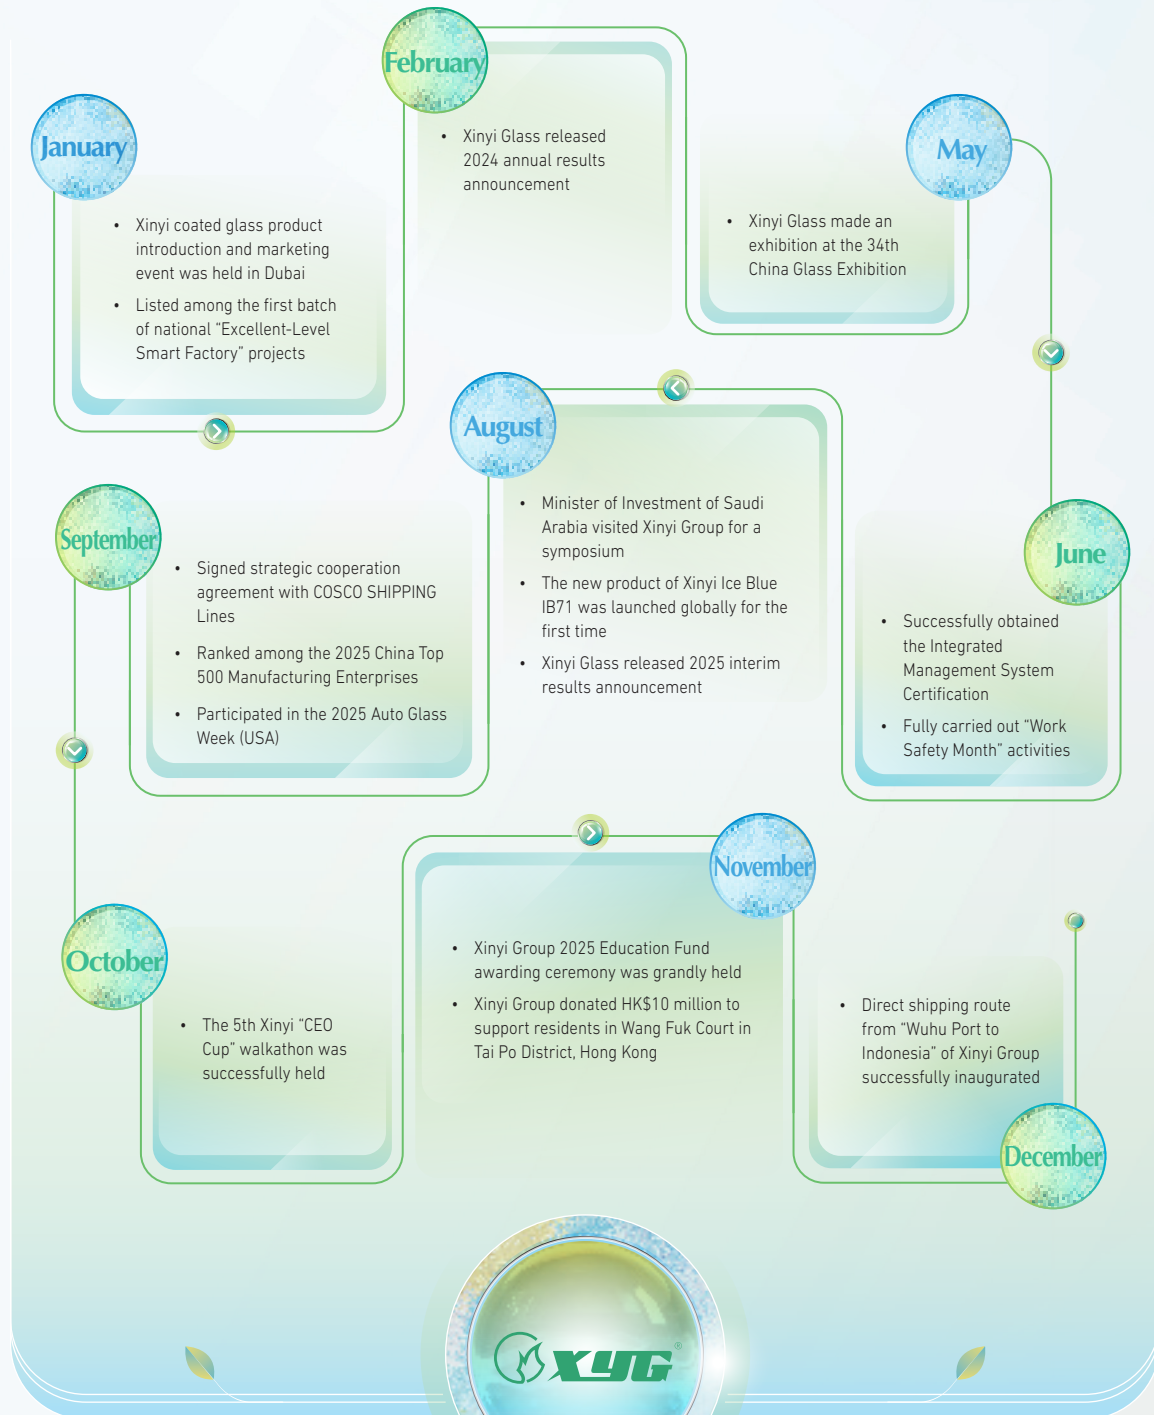 January
• Xinyi coated glass product
introduction and marketing
event was held in Dubai
• Listed among the first batch
of national “Excellent-Level
Smart Factory” projects
February
• Xinyi Glass released
2024 annual results
announcement
May
• Xinyi Glass made an
exhibition at the 34th
China Glass Exhibition
June
• Successfully obtained
the Integrated
Management System
Certification
• Fully carried out “Work
Safety Month” activities
August
• Minister of Investment of Saudi
Arabia visited Xinyi Group for a
symposium
• The new product of Xinyi Ice Blue
IB71 was launched globally for the
first time
• Xinyi Glass released 2025 interim
results announcement
September
• Signed strategic cooperation
agreement with COSCO SHIPPING
Lines
• Ranked among the 2025 China Top
500 Manufacturing Enterprises
• Participated in the 2025 Auto Glass
Week (USA)
October
• The 5th Xinyi “CEO
Cup” walkathon was
successfully held
November
• Xinyi Group 2025 Education Fund
awarding ceremony was grandly held
• Xinyi Group donated HK$10 million to
support residents in Wang Fuk Court in
Tai Po District, Hong Kong
December
• Direct shipping route
from “Wuhu Port to
Indonesia” of Xinyi Group
successfully inaugurated
XYG®